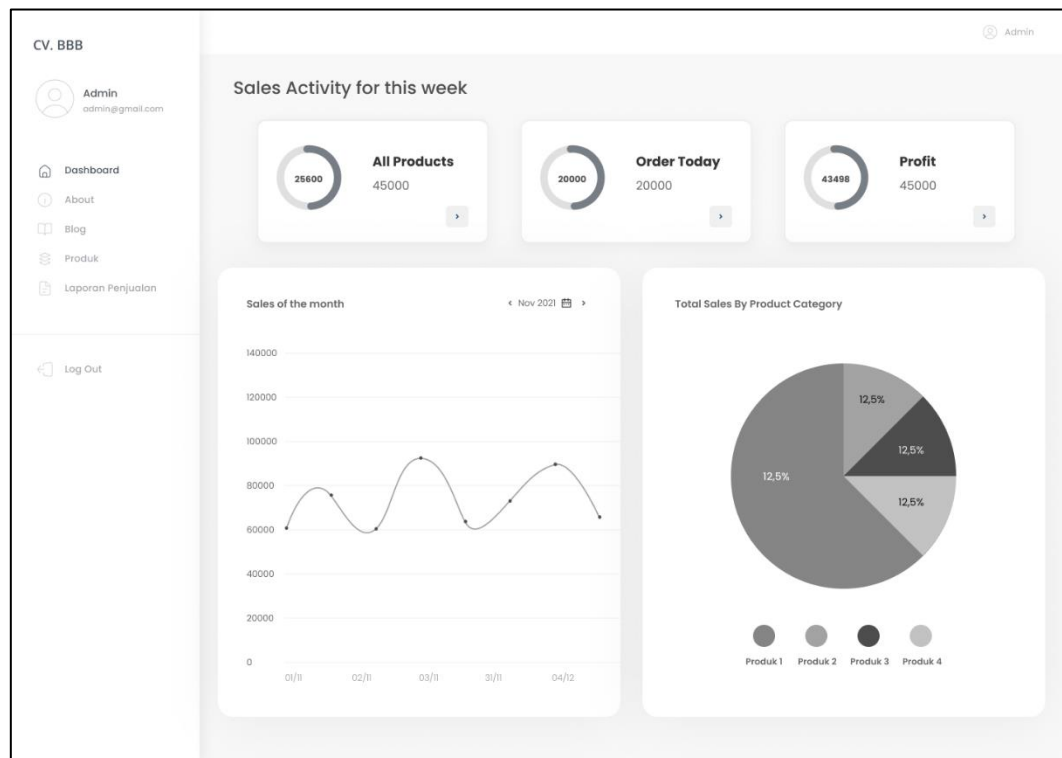 CV. BBB
Admin
Admin
admin@gmail.com
Dashboard
About
Blog
Produk
Laporan Penjualan
Log Out
Sales Activity for this week
25600
All Products
45000
20000
Order Today
20000
43498
Profit
45000
Sales of the month
Nov 2021
140000
120000
100000
80000
60000
40000
20000
0
01/11
02/11
03/11
31/11
04/12
Total Sales By Product Category
12,5%
12,5%
12,5%
12,5%
Produk 1
Produk 2
Produk 3
Produk 4